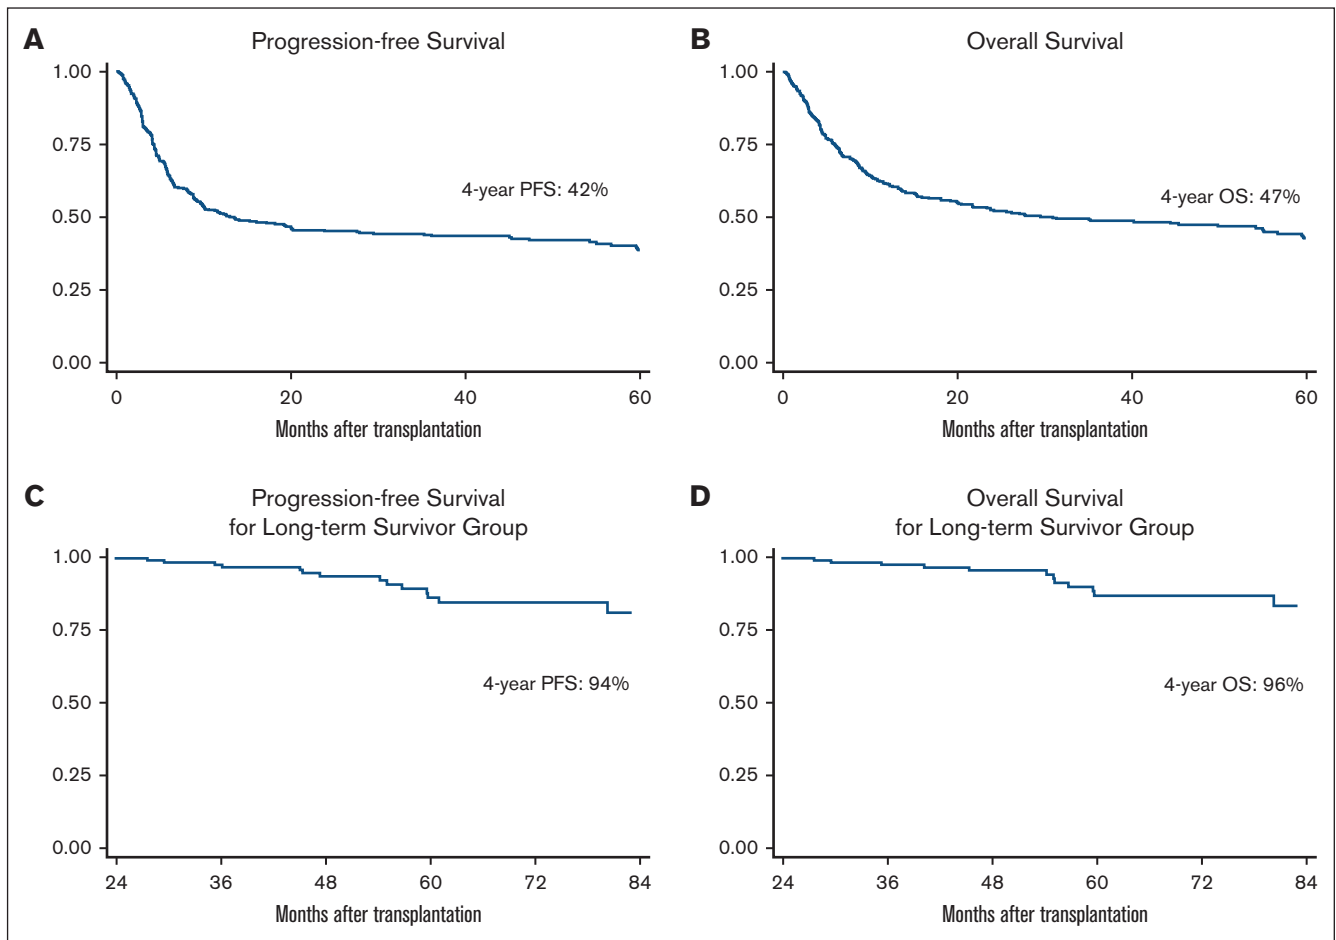 A
Progression-free Survival
1.00
0.75
0.50
0.25
0.00
4-year PFS: 42%
0 20 40 60
Months after transplantation
B
Overall Survival
1.00
0.75
0.50
0.25
0.00
4-year OS: 47%
0 20 40 60
Months after transplantation
C
Progression-free Survival
for Long-term Survivor Group
1.00
0.75
0.50
0.25
0.00
4-year PFS: 94%
24 36 48 60 72 84
Months after transplantation
D
Overall Survival
for Long-term Survivor Group
1.00
0.75
0.50
0.25
0.00
4-year OS: 96%
24 36 48 60 72 84
Months after transplantation